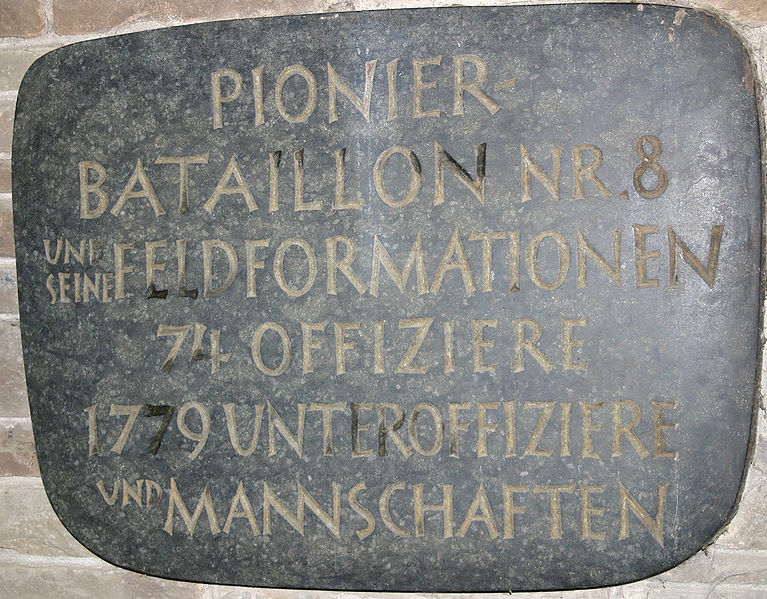 PIONIER-
BATAILLON NR. 8
UND SEINE FELDFORMATIONEN
74 OFFIZIERE
1779 UNTEROFFIZIERE
UND MANNSCHAFTEN